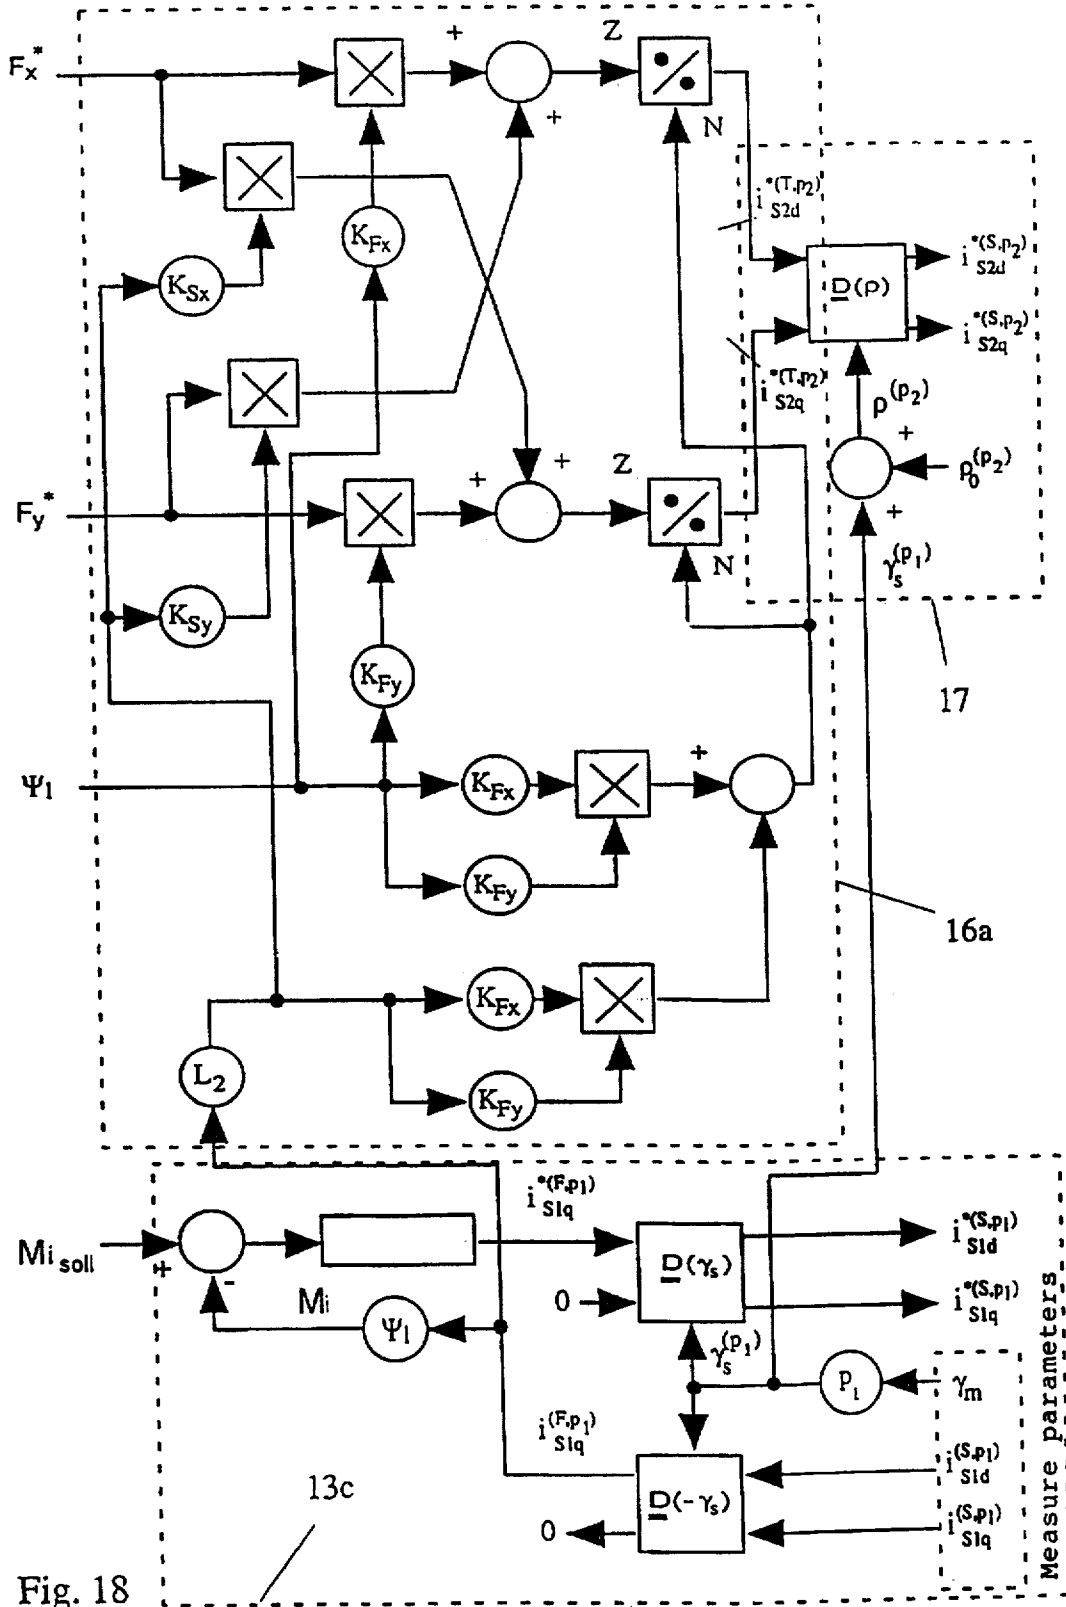 + Z
Fx*
+ N
i*(T,p2)S2d
KFx
i*(S,p2)S2d
KSx
D(ρ)
i*(S,p2)S2q
i*(T,p2)S2q
ρ(p2)
+
+ + Z
ρ0(p2)
Fy*
+
N
γs(p1)
KSy
KFy
17
+
Ψ1
KFx
KFy
16a
KFx
L2
KFy
i*(F,p1)S1q
Mi soll
+
-
D(γs)
i*(S,p1)S1d
Mi
0
i*(S,p1)S1q
Ψ1
γs(p1)
p1
γm
i(F,p1)S1q
i(S,p1)S1d
13c
D(-γs)
0
i(S,p1)S1q
Measure parameters
Fig. 18